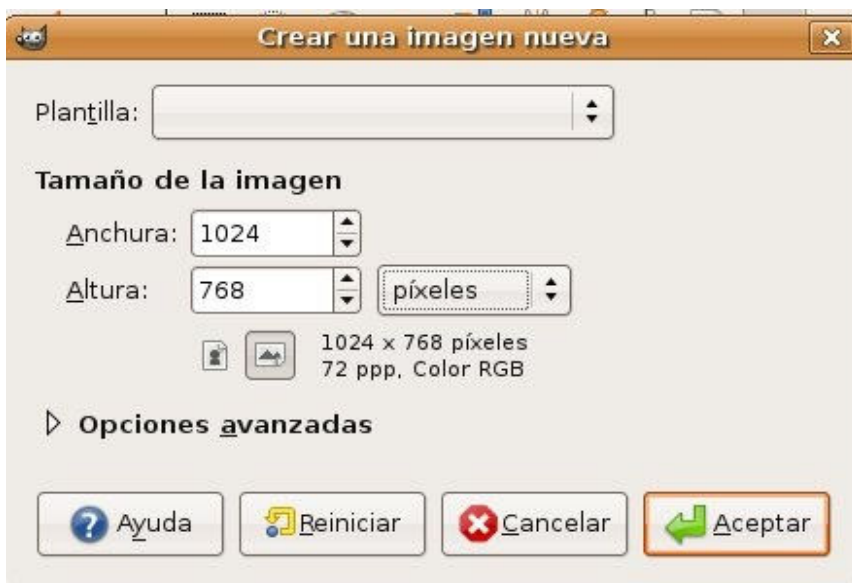 Crear una imagen nueva
Plantilla:
Tamaño de la imagen
Anchura: 1024
Altura: 768 píxeles
1024 x 768 píxeles
72 ppp, Color RGB
Opciones avanzadas
Ayuda Reiniciar Cancelar Aceptar